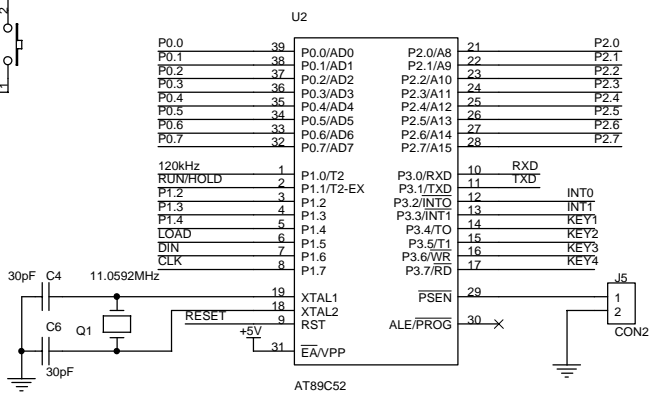 U2
P0.0 39 P0.0/AD0 P2.0/A8 21 P2.0
P0.1 38 P0.1/AD1 P2.1/A9 22 P2.1
P0.2 37 P0.2/AD2 P2.2/A10 23 P2.2
P0.3 36 P0.3/AD3 P2.3/A11 24 P2.3
P0.4 35 P0.4/AD4 P2.4/A12 25 P2.4
P0.5 34 P0.5/AD5 P2.5/A13 26 P2.5
P0.6 33 P0.6/AD6 P2.6/A14 27 P2.6
P0.7 32 P0.7/AD7 P2.7/A15 28 P2.7
120kHz 1 P1.0/T2 P3.0/RXD 10 RXD
RUN/HOLD 2 P1.1/T2-EX P3.1/TXD 11 TXD
P1.2 3 P1.2 P3.2/INTO 12 INT0
P1.3 4 P1.3 P3.3/INT1 13 INT1
P1.4 5 P1.4 P3.4/TO 14 KEY1
LOAD 6 P1.5 P3.5/T1 15 KEY2
DIN 7 P1.6 P3.6/WR 16 KEY3
CLK 8 P1.7 P3.7/RD 17 KEY4
30pF C4 11.0592MHz 19 XTAL1 PSEN 29 J5 1
18 XTAL2 2
C6 Q1 RESET 9 RST ALE/PROG 30 CON2
30pF +5V 31 EA/VPP
AT89C52
2
1